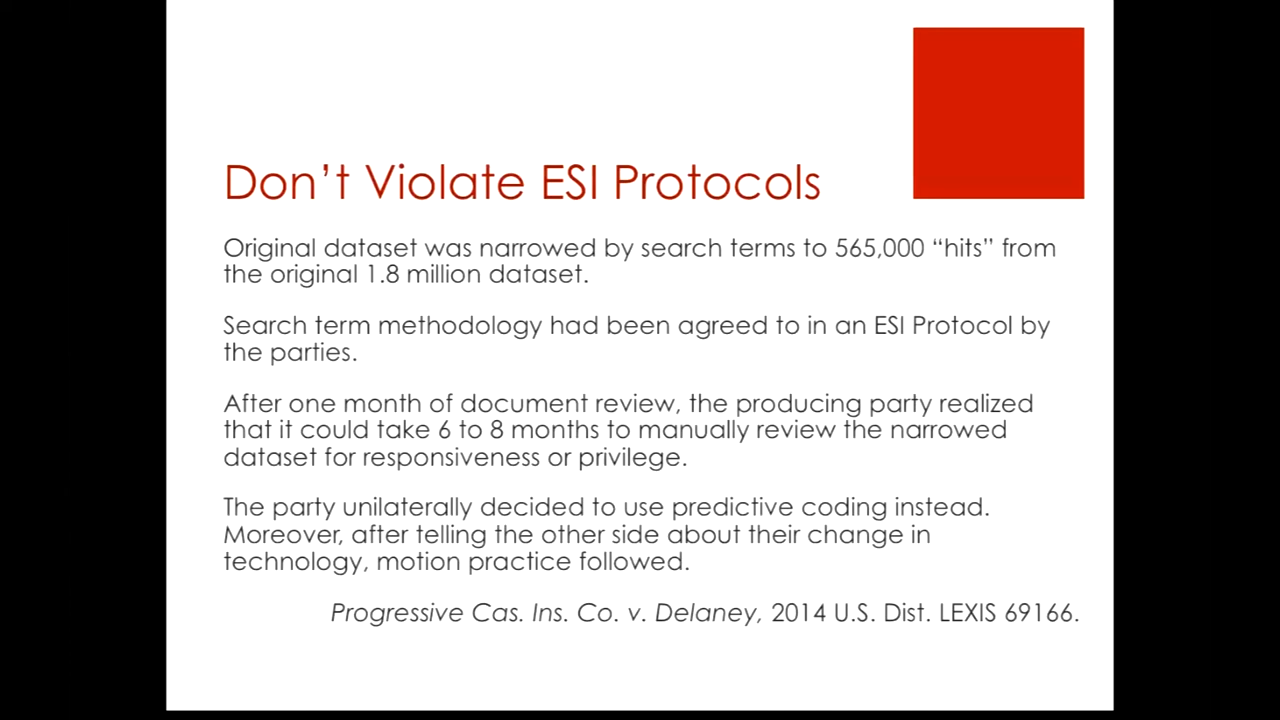 Don’t Violate ESI Protocols
Original dataset was narrowed by search terms to 565,000 “hits” from
the original 1.8 million dataset.
Search term methodology had been agreed to in an ESI Protocol by
the parties.
After one month of document review, the producing party realized
that it could take 6 to 8 months to manually review the narrowed
dataset for responsiveness or privilege.
The party unilaterally decided to use predictive coding instead.
Moreover, after telling the other side about their change in
technology, motion practice followed.
Progressive Cas. Ins. Co. v. Delaney, 2014 U.S. Dist. LEXIS 69166.